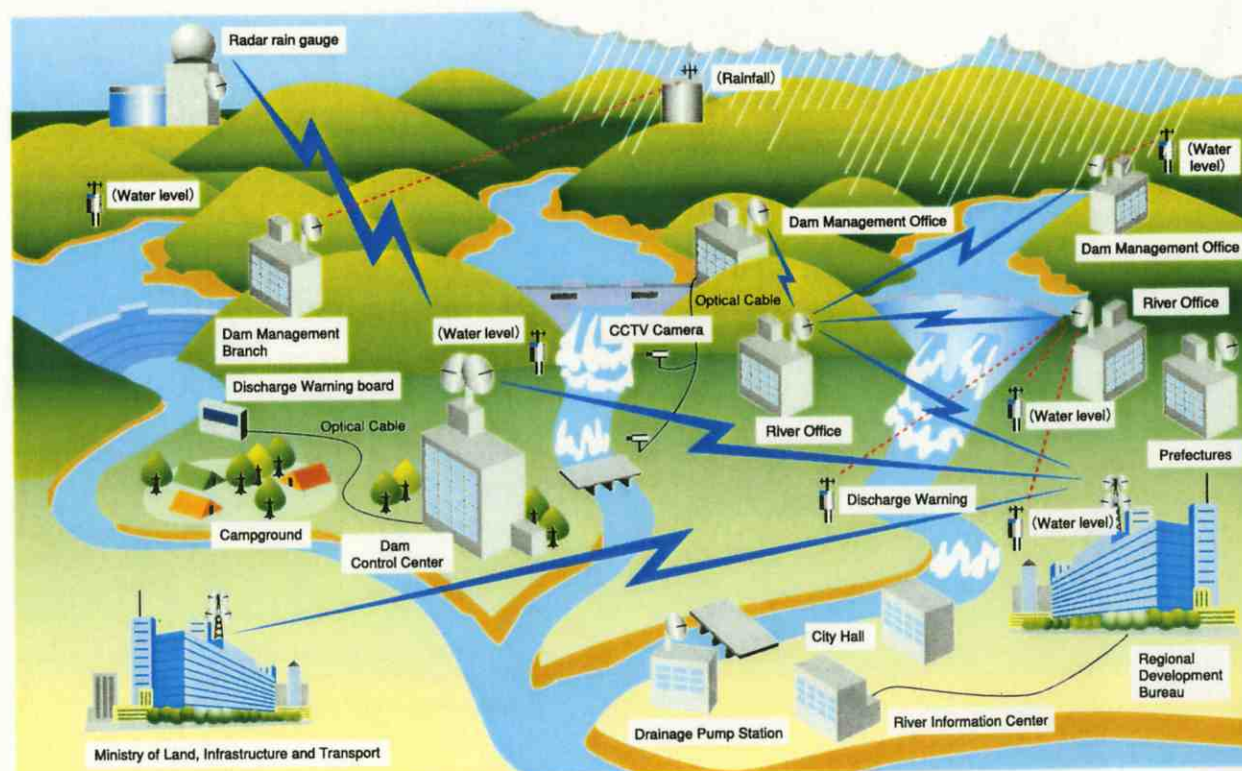 Radar rain gauge
(Rainfall)
(Water level)
(Water level)
Dam Management Office
Dam Management Office
Optical Cable
River Office
Dam Management
Branch
(Water level)
CCTV Camera
Discharge Warning board
Optical Cable
River Office
(Water level)
Prefectures
Discharge Warning
(Water level)
Campground
Dam
Control Center
City Hall
Regional
Development
Bureau
Drainage Pump Station
River Information Center
Ministry of Land, Infrastructure and Transport